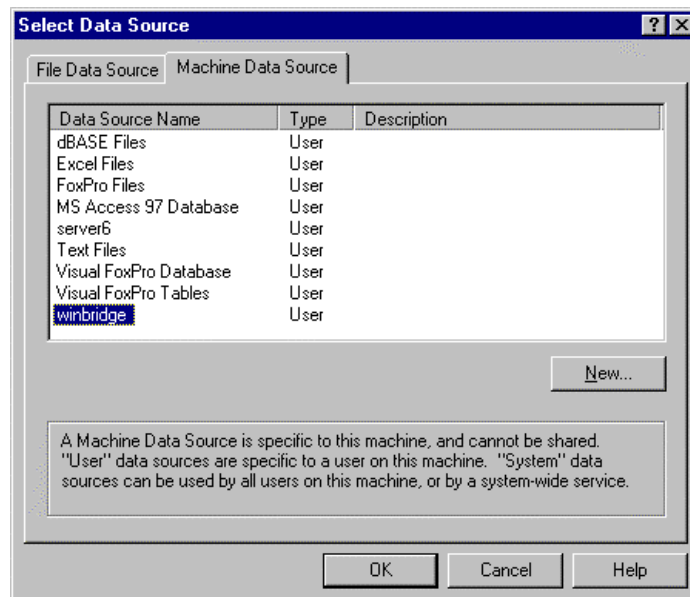 Select Data Source
File Data Source Machine Data Source
Data Source Name Type Description
dBASE Files User
Excel Files User
FoxPro Files User
MS Access 97 Database User
server6 User
Text Files User
Visual FoxPro Database User
Visual FoxPro Tables User
winbridge User
New...
A Machine Data Source is specific to this machine, and cannot be shared.
"User" data sources are specific to a user on this machine. "System" data
sources can be used by all users on this machine, or by a system-wide service.
OK Cancel Help